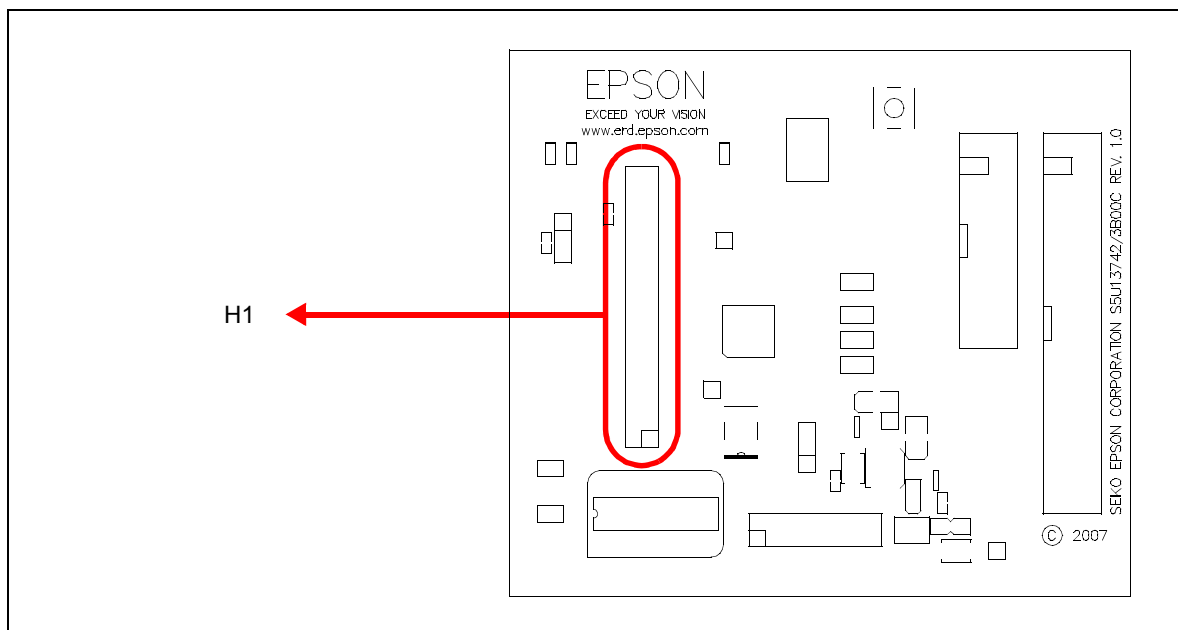 EPSON
EXCEED YOUR VISION
www.erd.epson.com
H1
SEIKO EPSON CORPORATION S5U13742/3B00C REV. 1.0
© 2007